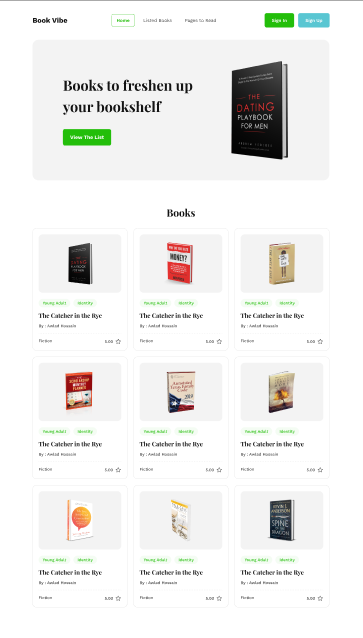 Book Vibe
Home
Listed Books
Pages to Read
Sign In
Sign Up
Books to freshen up
your bookshelf
View The List
THE
DATING
PLAYBOOK
FOR MEN
Books
Young Adult Identity
The Catcher in the Rye
By : Awlad Hossain
Fiction 5.00
MONEY?
Young Adult Identity
The Catcher in the Rye
By : Awlad Hossain
Fiction 5.00
Young Adult Identity
The Catcher in the Rye
By : Awlad Hossain
Fiction 5.00
Young Adult Identity
The Catcher in the Rye
By : Awlad Hossain
Fiction 5.00
Young Adult Identity
The Catcher in the Rye
By : Awlad Hossain
Fiction 5.00
Young Adult Identity
The Catcher in the Rye
By : Awlad Hossain
Fiction 5.00
Young Adult Identity
The Catcher in the Rye
By : Awlad Hossain
Fiction 5.00
Young Adult Identity
The Catcher in the Rye
By : Awlad Hossain
Fiction 5.00
SPINE
Young Adult Identity
The Catcher in the Rye
By : Awlad Hossain
Fiction 5.00